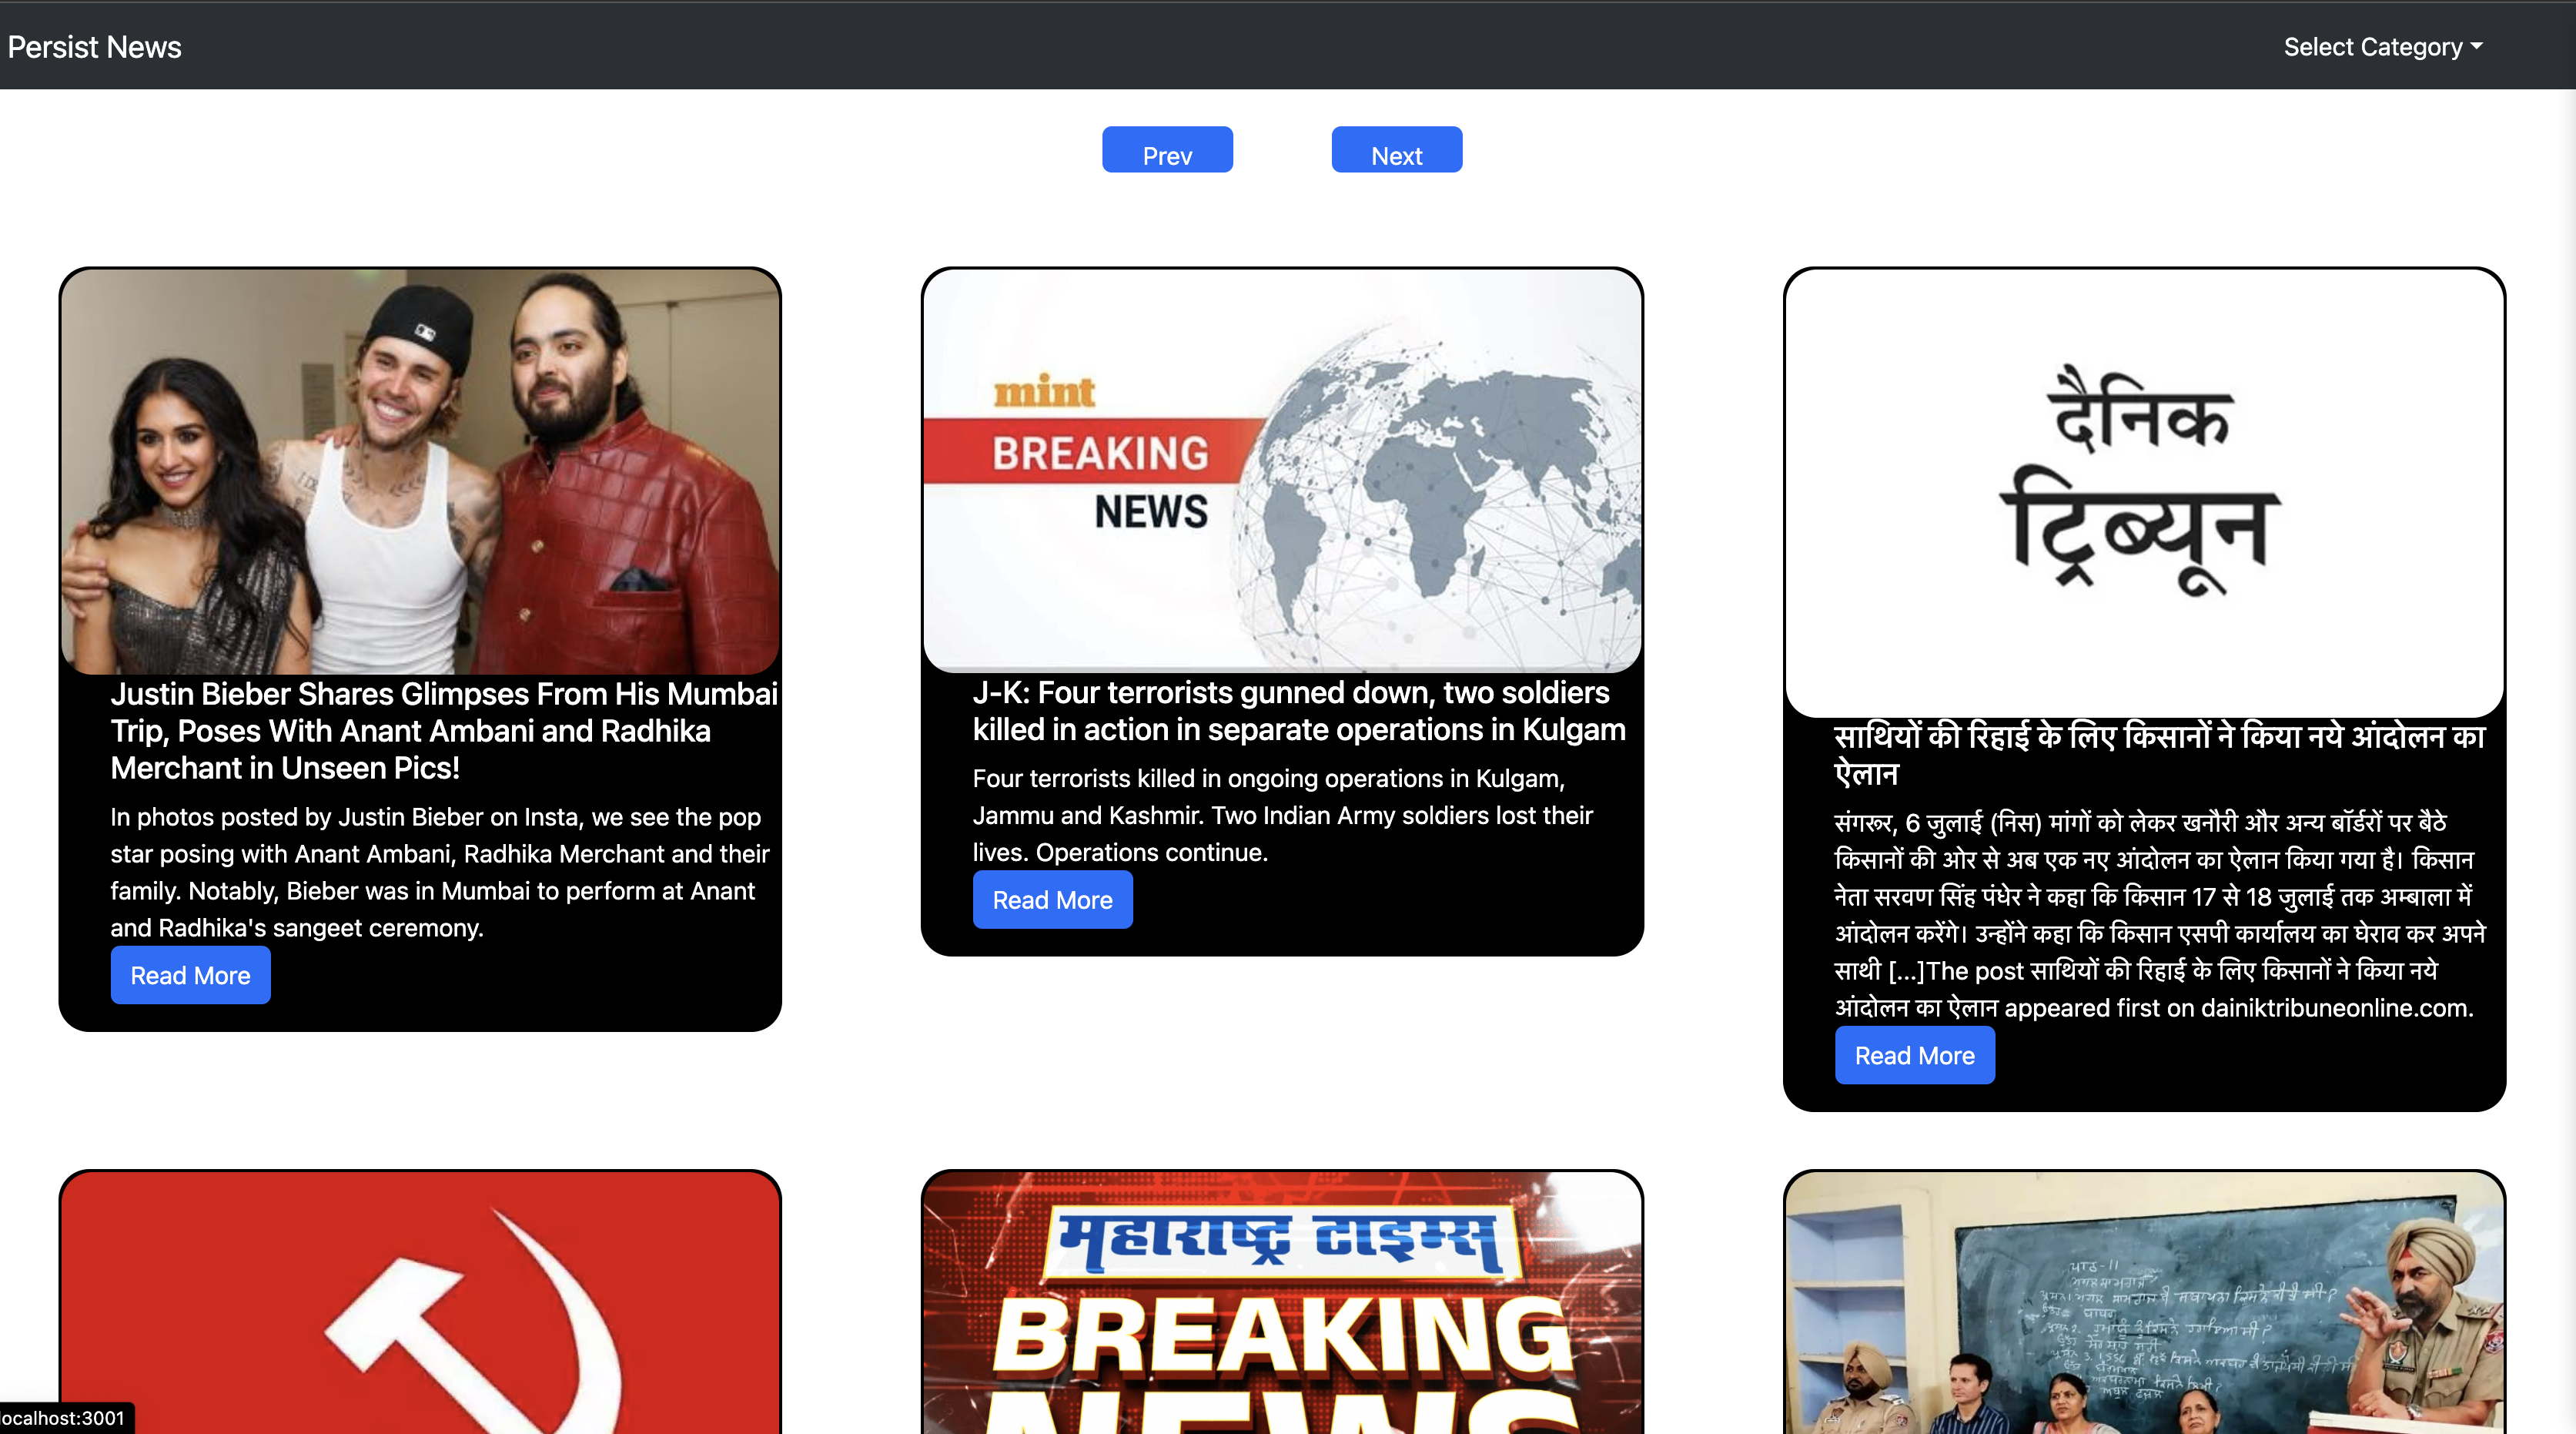 Persist News
Select Category
Prev
Next
Justin Bieber Shares Glimpses From His Mumbai
Trip, Poses With Anant Ambani and Radhika
Merchant in Unseen Pics!
In photos posted by Justin Bieber on Insta, we see the pop
star posing with Anant Ambani, Radhika Merchant and their
family. Notably, Bieber was in Mumbai to perform at Anant
and Radhika's sangeet ceremony.
Read More
mint
BREAKING
NEWS
J-K: Four terrorists gunned down, two soldiers
killed in action in separate operations in Kulgam
Four terrorists killed in ongoing operations in Kulgam,
Jammu and Kashmir. Two Indian Army soldiers lost their
lives. Operations continue.
Read More
दैनिक
ट्रिब्यून
साथियों की रिहाई के लिए किसानों ने किया नये आंदोलन का
ऐलान
संगरूर, 6 जुलाई (निस) मांगों को लेकर खनौरी और अन्य बॉर्डरों पर बैठे
किसानों की ओर से अब एक नए आंदोलन का ऐलान किया गया है। किसान
नेता सरवण सिंह पंधेर ने कहा कि किसान 17 से 18 जुलाई तक अम्बाला में
आंदोलन करेंगे। उन्होंने कहा कि किसान एसपी कार्यालय का घेराव कर अपने
साथी [...]The post साथियों की रिहाई के लिए किसानों ने किया नये
आंदोलन का ऐलान appeared first on dainiktribuneonline.com.
Read More
महाराष्ट्र टाइम्स
BREAKING
NEWS
ਪਾਠ-11
localhost:3001